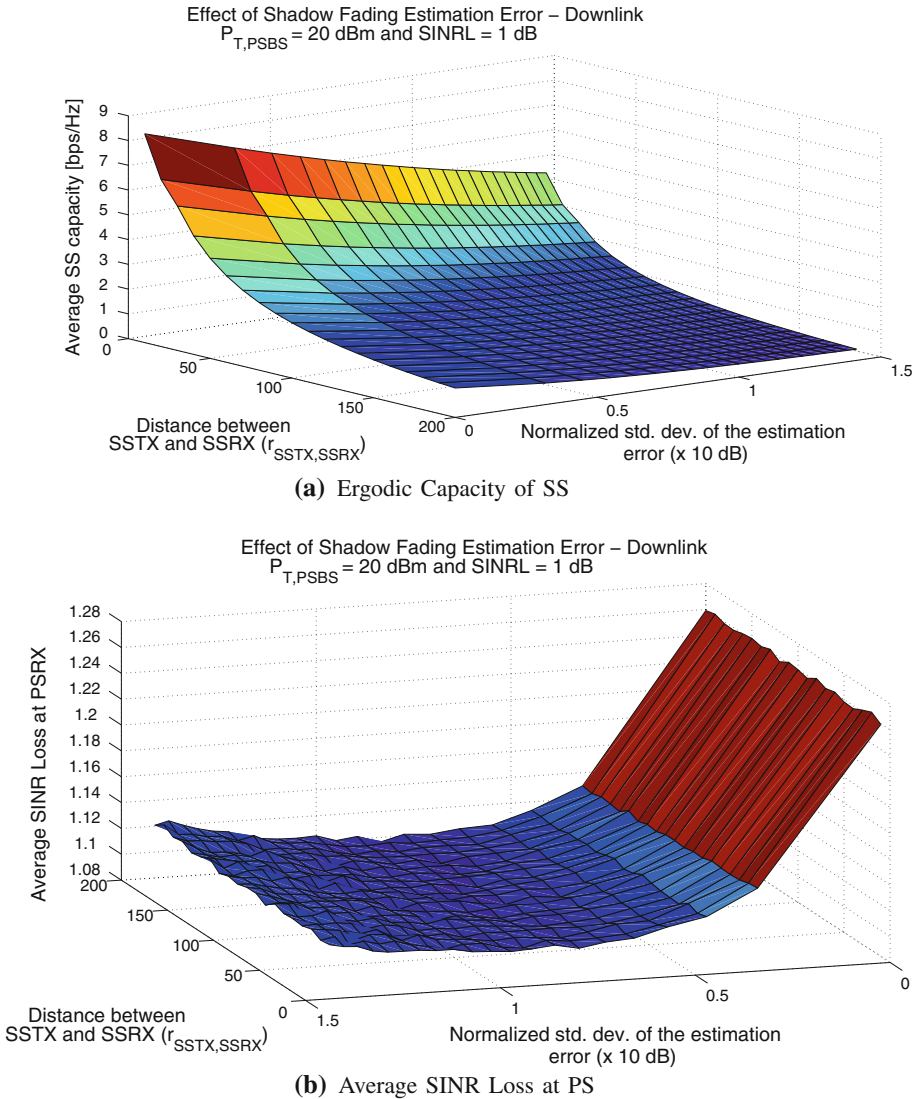 Effect of Shadow Fading Estimation Error – Downlink
P_T,PSBS = 20 dBm and SINRL = 1 dB
Average SS capacity [bps/Hz]
9
8
7
6
5
4
3
2
1
0
0
50
100
150
200
0
0.5
1
1.5
Distance between
SSTX and SSRX (r_SSTX,SSRX)
Normalized std. dev. of the estimation
error (x 10 dB)
(a) Ergodic Capacity of SS
Effect of Shadow Fading Estimation Error – Downlink
P_T,PSBS = 20 dBm and SINRL = 1 dB
Average SINR Loss at PSRX
1.28
1.26
1.24
1.22
1.2
1.18
1.16
1.14
1.12
1.1
1.08
200
150
100
50
0
1.5
1
0.5
0
Distance between
SSTX and SSRX (r_SSTX,SSRX)
Normalized std. dev. of the estimation
error (x 10 dB)
(b) Average SINR Loss at PS